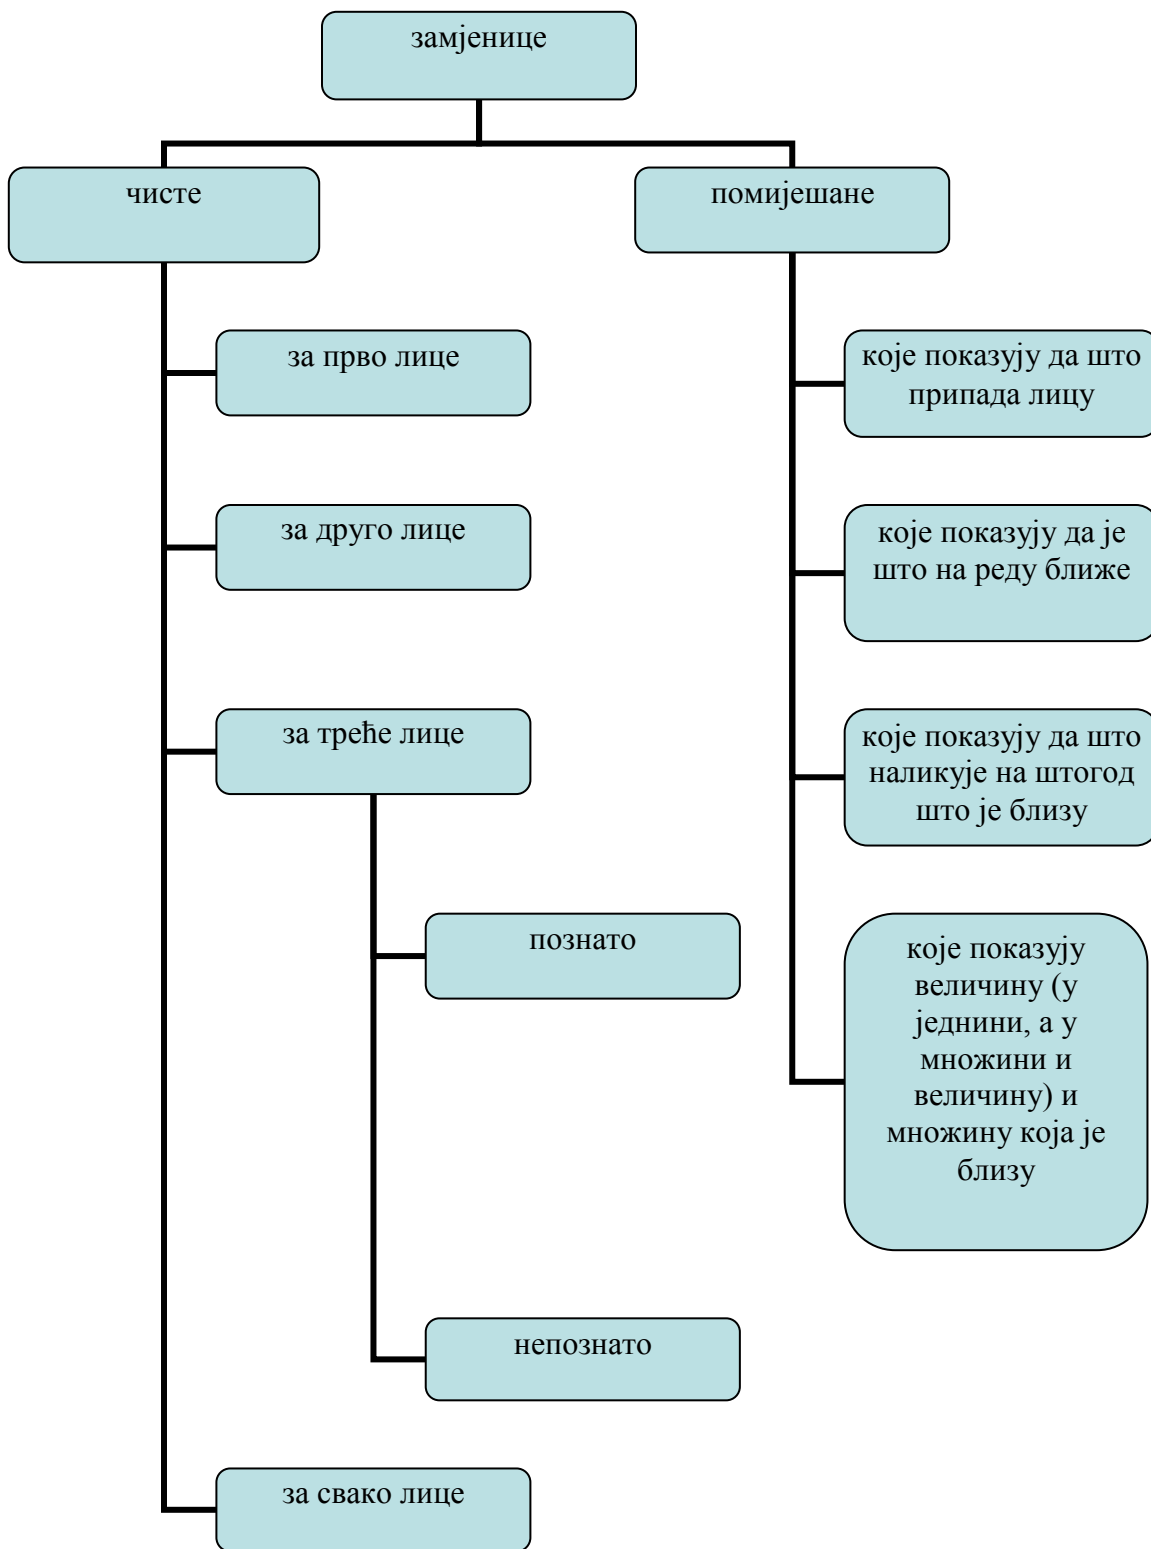 замјенице
чисте
помијешане
за прво лице
које показују да што
припада лицу
за друго лице
које показују да је
што на реду ближе
за треће лице
које показују да што
наликује на штогод
што је близу
познато
које показују
величину (у
једнини, а у
множини и
величину) и
множину која је
близу
непознато
за свако лице